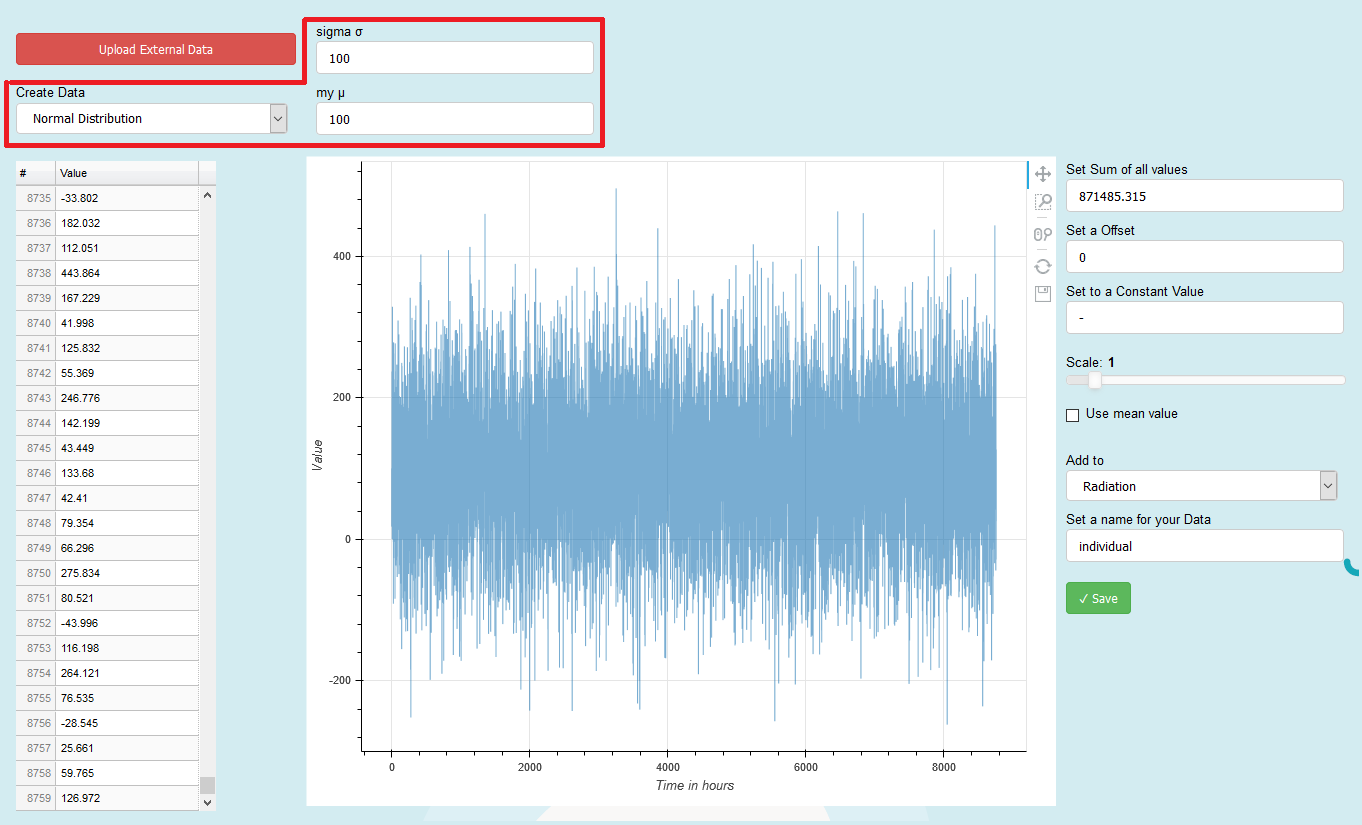 Upload External Data
sigma σ
100
Create Data
Normal Distribution
my μ
100
# Value
8735 -33.802
8736 182.032
8737 112.051
8738 443.864
8739 167.229
8740 41.998
8741 125.832
8742 55.369
8743 246.776
8744 142.199
8745 43.449
8746 133.68
8747 42.41
8748 79.354
8749 66.296
8750 275.834
8751 80.521
8752 -43.996
8753 116.198
8754 264.121
8755 76.535
8756 -28.545
8757 25.661
8758 59.765
8759 126.972
400
200
0
-200
Value
0 2000 4000 6000 8000
Time in hours
Set Sum of all values
871485.315
Set a Offset
0
Set to a Constant Value
-
Scale: 1
Use mean value
Add to
Radiation
Set a name for your Data
individual
✓ Save